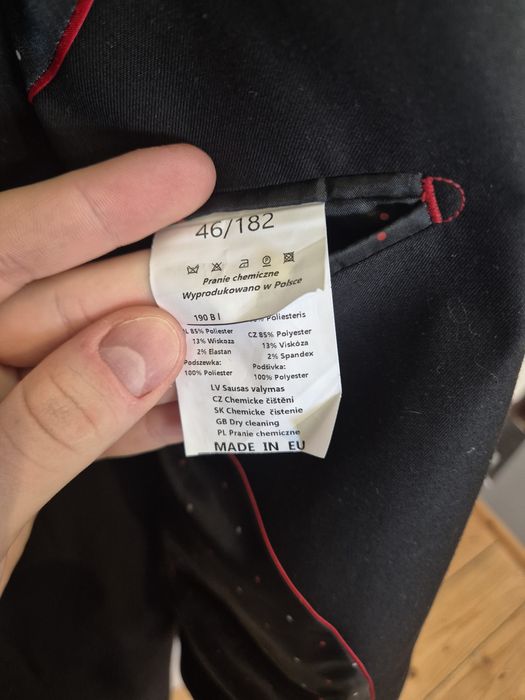 46/182
Pranie chemiczne
Wyprodukowano w Polsce
190 B I
Poliesteris
85% Poliester
13% Wiskoza
2% Elastan
Podszewka:
100% Poliester
CZ 85% Polyester
13% Viskóza
2% Spandex
Podšívka:
100% Polyester
LV Sausas valymas
CZ Chemicke čištěni
SK Chemicke čistenie
GB Dry cleaning
PL Pranie chemiczne
MADE IN EU